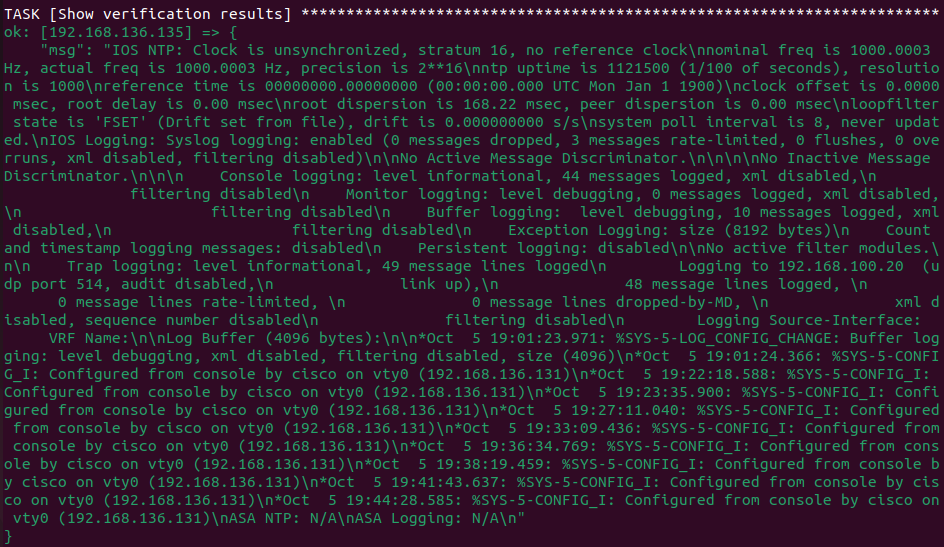 TASK [Show verification results] ***********************************************************************
ok: [192.168.136.135] => {
    "msg": "IOS NTP: Clock is unsynchronized, stratum 16, no reference clock\nnominal freq is 1000.0003
Hz, actual freq is 1000.0003 Hz, precision is 2**16\nntp uptime is 1121500 (1/100 of seconds), resolutio
n is 1000\nreference time is 00000000.00000000 (00:00:00.000 UTC Mon Jan 1 1900)\nclock offset is 0.0000
 msec, root delay is 0.00 msec\nroot dispersion is 168.22 msec, peer dispersion is 0.00 msec\nloopfilter
 state is 'FSET' (Drift set from file), drift is 0.000000000 s/s\nsystem poll interval is 8, never updat
ed.\nIOS Logging: Syslog logging: enabled (0 messages dropped, 3 messages rate-limited, 0 flushes, 0 ove
rruns, xml disabled, filtering disabled)\n\nNo Active Message Discriminator.\n\n\n\nNo Inactive Message
Discriminator.\n\n\n    Console logging: level informational, 44 messages logged, xml disabled,\n
              filtering disabled\n    Monitor logging: level debugging, 0 messages logged, xml disabled,
\n                     filtering disabled\n    Buffer logging:  level debugging, 10 messages logged, xml
 disabled,\n                     filtering disabled\n    Exception Logging: size (8192 bytes)\n    Count
and timestamp logging messages: disabled\n    Persistent logging: disabled\n\nNo active filter modules.\
n\n    Trap logging: level informational, 49 message lines logged\n        Logging to 192.168.100.20  (u
dp port 514, audit disabled,\n              link up),\n              48 message lines logged, \n
      0 message lines rate-limited, \n              0 message lines dropped-by-MD, \n              xml d
isabled, sequence number disabled\n              filtering disabled\n        Logging Source-Interface:
     VRF Name:\n\nLog Buffer (4096 bytes):\n\n*Oct  5 19:01:23.971: %SYS-5-LOG_CONFIG_CHANGE: Buffer log
ging: level debugging, xml disabled, filtering disabled, size (4096)\n*Oct  5 19:01:24.366: %SYS-5-CONFI
G_I: Configured from console by cisco on vty0 (192.168.136.131)\n*Oct  5 19:22:18.588: %SYS-5-CONFIG_I:
Configured from console by cisco on vty0 (192.168.136.131)\n*Oct  5 19:23:35.900: %SYS-5-CONFIG_I: Confi
gured from console by cisco on vty0 (192.168.136.131)\n*Oct  5 19:27:11.040: %SYS-5-CONFIG_I: Configured
 from console by cisco on vty0 (192.168.136.131)\n*Oct  5 19:33:09.436: %SYS-5-CONFIG_I: Configured from
 console by cisco on vty0 (192.168.136.131)\n*Oct  5 19:36:34.769: %SYS-5-CONFIG_I: Configured from cons
ole by cisco on vty0 (192.168.136.131)\n*Oct  5 19:38:19.459: %SYS-5-CONFIG_I: Configured from console b
y cisco on vty0 (192.168.136.131)\n*Oct  5 19:41:43.637: %SYS-5-CONFIG_I: Configured from console by cis
co on vty0 (192.168.136.131)\n*Oct  5 19:44:28.585: %SYS-5-CONFIG_I: Configured from console by cisco on
 vty0 (192.168.136.131)\nASA NTP: N/A\nASA Logging: N/A\n"
}